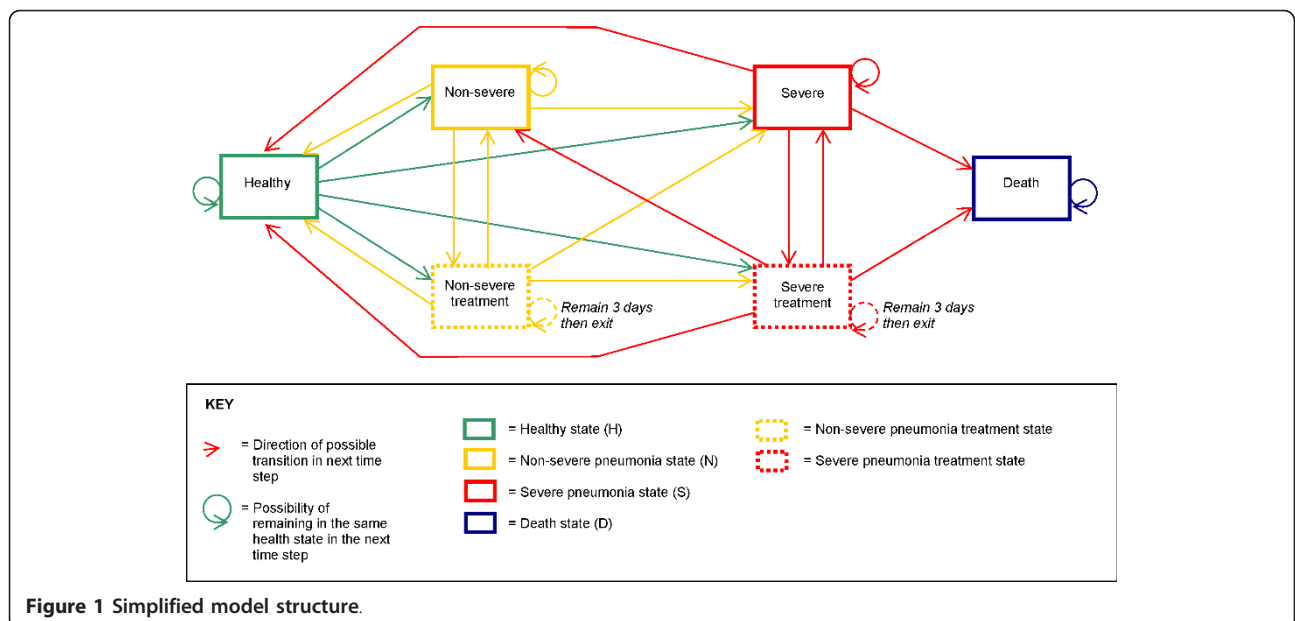 Non-severe
Severe
Healthy
Death
Non-severe
treatment
Remain 3 days
then exit
Severe
treatment
Remain 3 days
then exit
KEY
= Direction of possible
transition in next time
step
= Possibility of
remaining in the same
health state in the next
time step
= Healthy state (H)
= Non-severe pneumonia state (N)
= Severe pneumonia state (S)
= Death state (D)
= Non-severe pneumonia treatment state
= Severe pneumonia treatment state
Figure 1 Simplified model structure.